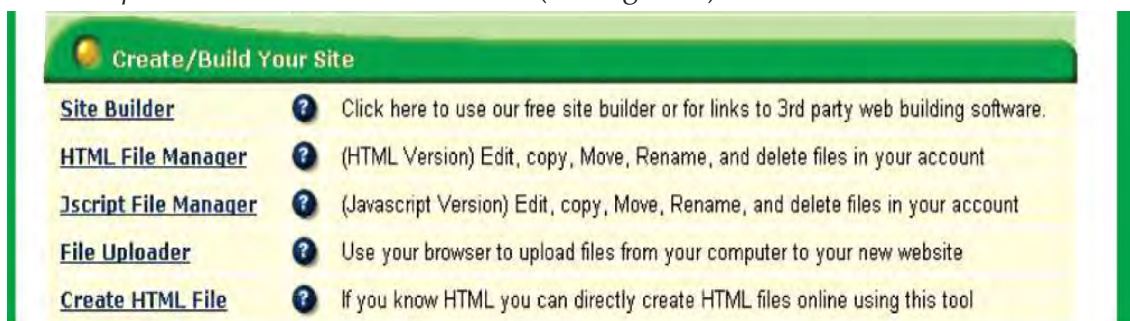 Create/Build Your Site
Site Builder ? Click here to use our free site builder or for links to 3rd party web building software.
HTML File Manager ? (HTML Version) Edit, copy, Move, Rename, and delete files in your account
Jscript File Manager ? (Javascript Version) Edit, copy, Move, Rename, and delete files in your account
File Uploader ? Use your browser to upload files from your computer to your new website
Create HTML File ? If you know HTML you can directly create HTML files online using this tool